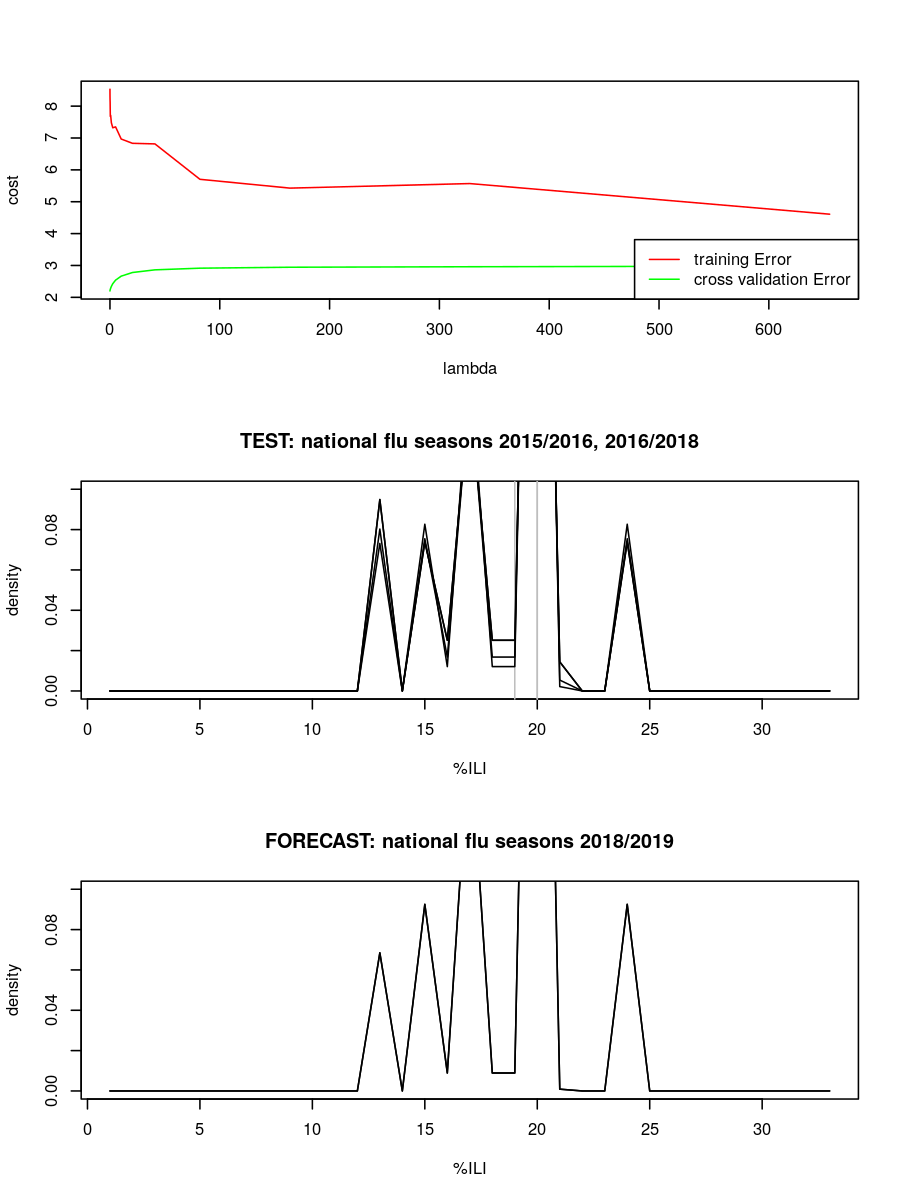 cost
8
7
6
5
4
3
2
training Error
cross validation Error
0 100 200 300 400 500 600
lambda
TEST: national flu seasons 2015/2016, 2016/2018
density
0.08
0.04
0.00
0 5 10 15 20 25 30
%ILI
FORECAST: national flu seasons 2018/2019
density
0.08
0.04
0.00
0 5 10 15 20 25 30
%ILI